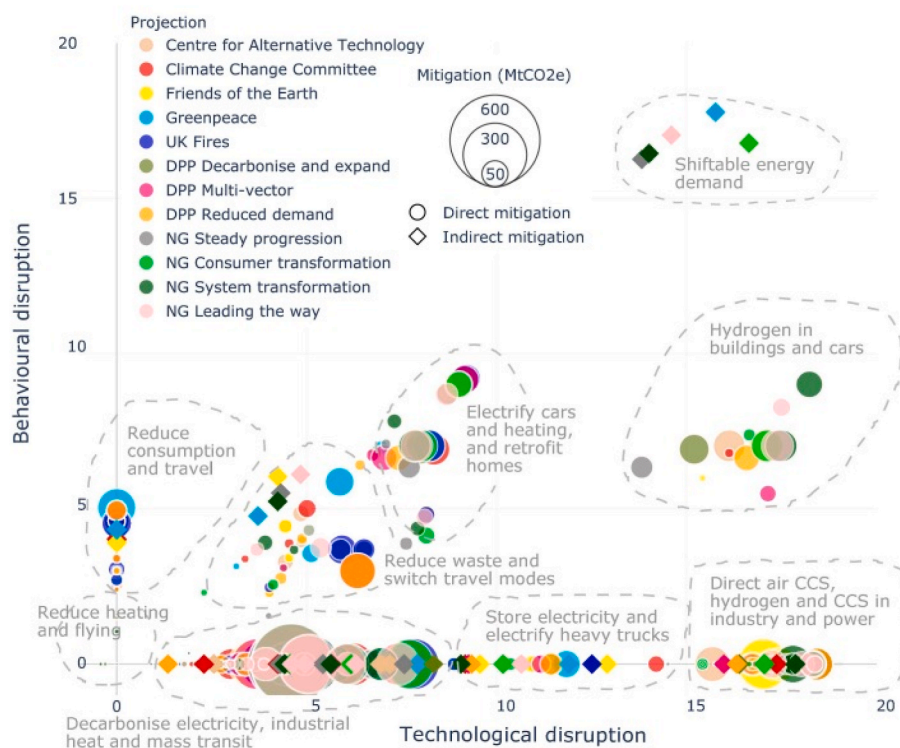 Projection
Centre for Alternative Technology
Climate Change Committee
Friends of the Earth
Greenpeace
UK Fires
DPP Decarbonise and expand
DPP Multi-vector
DPP Reduced demand
NG Steady progression
NG Consumer transformation
NG System transformation
NG Leading the way
Mitigation (MtCO2e)
600
300
50
Direct mitigation
Indirect mitigation
Behavioural disruption
20
15
10
5
0
Shiftable energy
demand
Hydrogen in
buildings and cars
Electrify cars
and heating,
and retrofit
homes
Reduce
consumption
and travel
Reduce waste and
switch travel modes
Reduce heating
and flying
Store electricity and
electrify heavy trucks
Direct air CCS,
hydrogen and CCS in
industry and power
Decarbonise electricity, industrial
heat and mass transit
0
5
10
15
20
Technological disruption